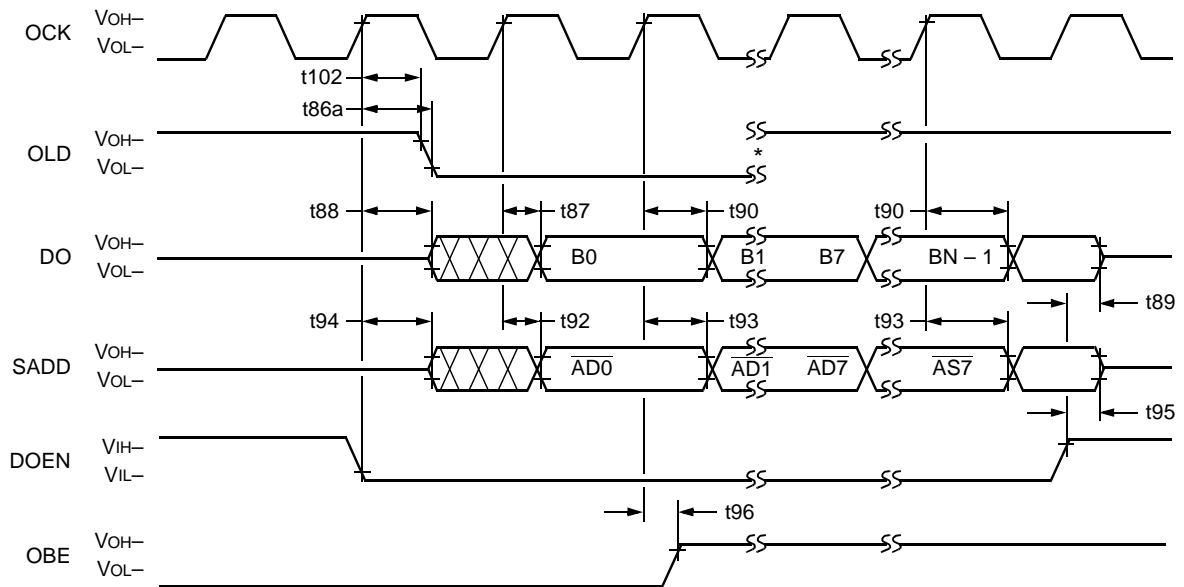 OCK VOH–
VOL–
t102
t86a
OLD VOH–
VOL–
*
t88 t87 t90 t90
DO VOH–
VOL–
B0 B1 B7 BN – 1
t89
t94 t92 t93 t93
SADD VOH–
VOL–
AD0 AD1 AD7 AS7
t95
DOEN VIH–
VIL–
t96
OBE VOH–
VOL–